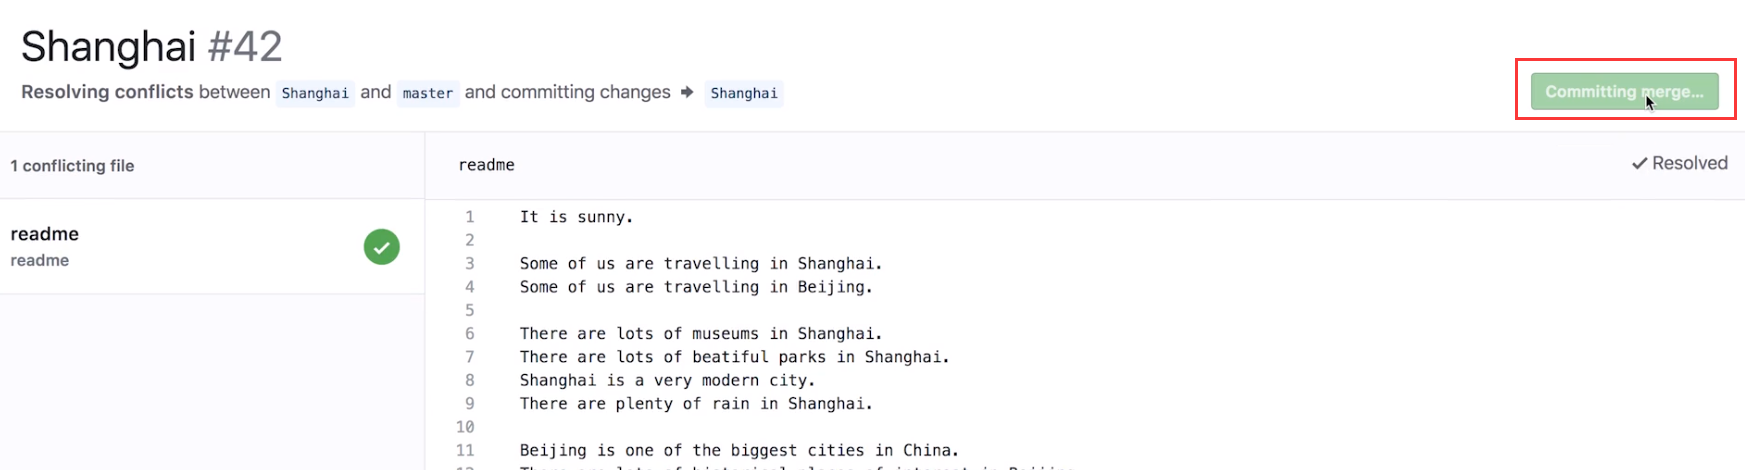 Shanghai #42
Resolving conflicts between Shanghai and master and committing changes → Shanghai
Committing merge...
1 conflicting file
readme
✓ Resolved
readme
readme
1 It is sunny.
2
3 Some of us are travelling in Shanghai.
4 Some of us are travelling in Beijing.
5
6 There are lots of museums in Shanghai.
7 There are lots of beatiful parks in Shanghai.
8 Shanghai is a very modern city.
9 There are plenty of rain in Shanghai.
10
11 Beijing is one of the biggest cities in China.